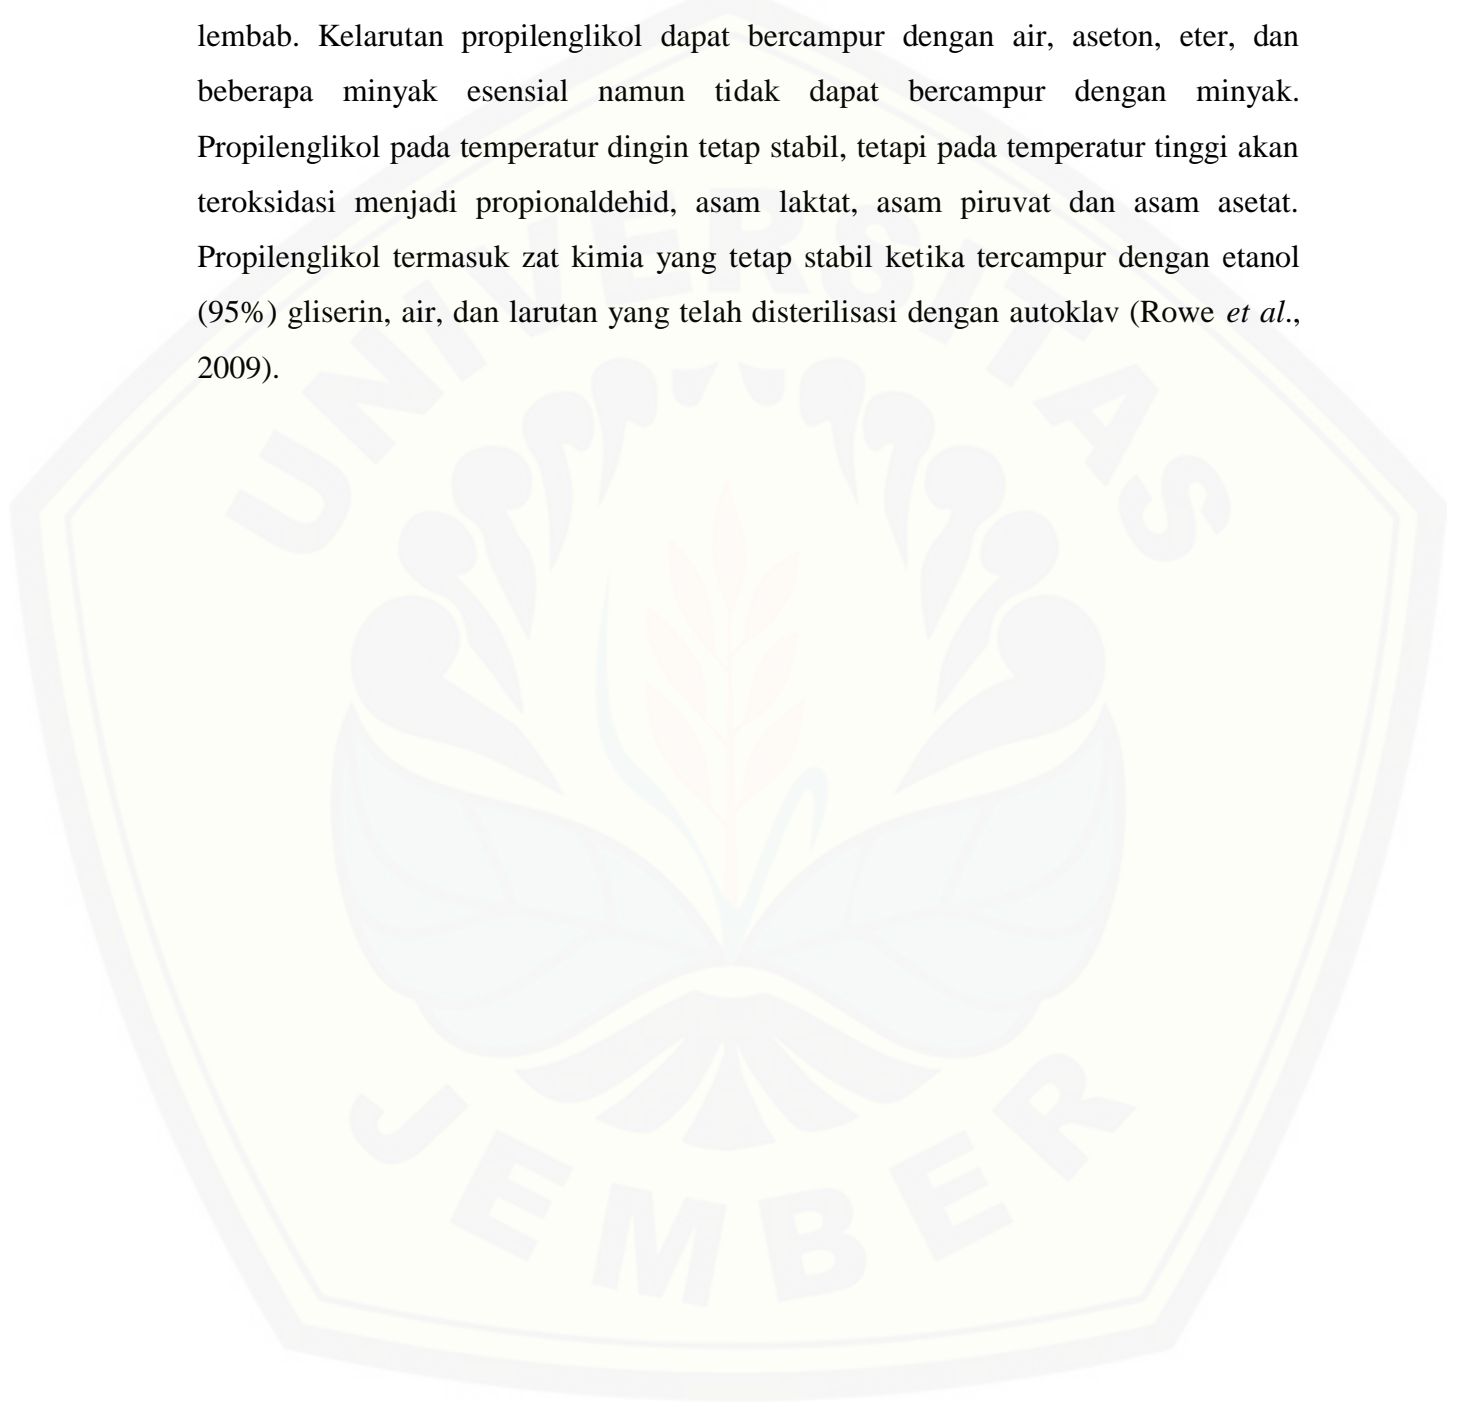 lembab. Kelarutan propilenglikol dapat bercampur dengan air, aseton, eter, dan
beberapa minyak esensial namun tidak dapat bercampur dengan minyak.
Propilenglikol pada temperatur dingin tetap stabil, tetapi pada temperatur tinggi akan
teroksidasi menjadi propionaldehid, asam laktat, asam piruvat dan asam asetat.
Propilenglikol termasuk zat kimia yang tetap stabil ketika tercampur dengan etanol
(95%) gliserin, air, dan larutan yang telah disterilisasi dengan autoklav (Rowe et al.,
2009).
UNIVERSITAS
JEMBER